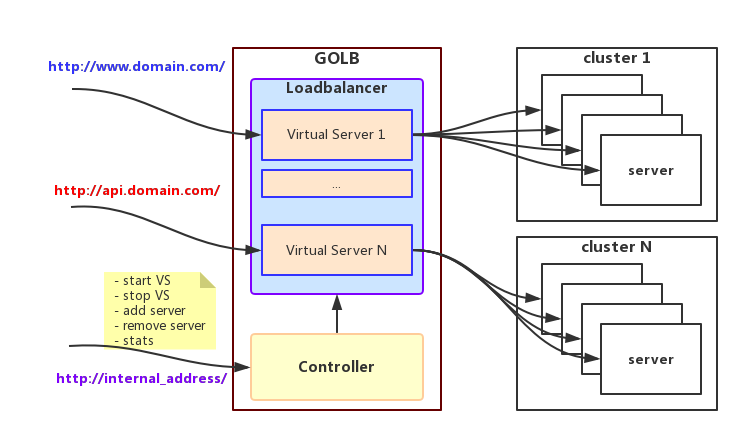 GOLB
cluster 1
http://www.domain.com/
Loadbalancer
Virtual Server 1
server
...
http://api.domain.com/
Virtual Server N
cluster N
- start VS
- stop VS
- add server
- remove server
- stats
server
Controller
http://internal_address/